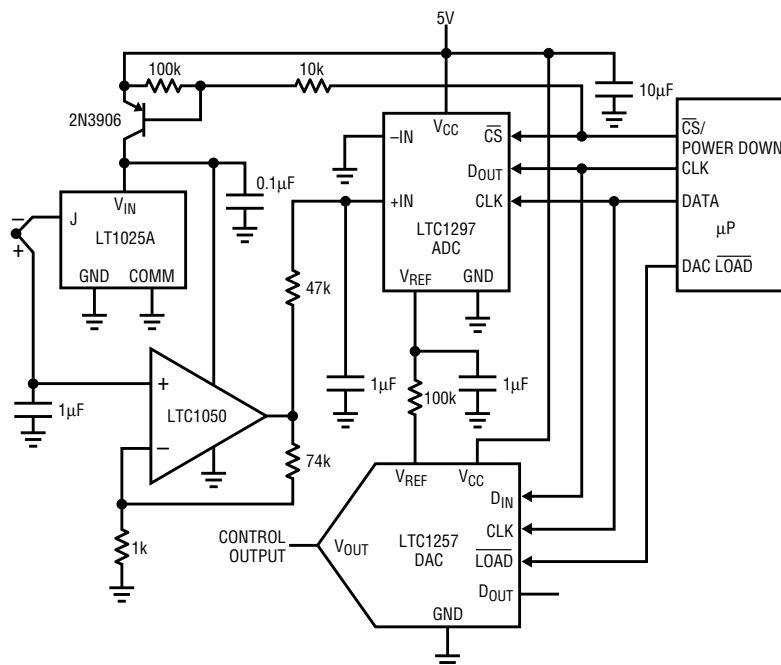 5V
100k
10k
10µF
2N3906
VCC
CS
–IN
DOUT
+IN
CLK
LTC1297
ADC
VREF
GND
CS/
POWER DOWN
CLK
DATA
µP
DAC LOAD
0.1µF
VIN
J
LT1025A
GND
COMM
–
+
47k
1µF
1µF
100k
1µF
+
–
LTC1050
74k
1k
VREF
VCC
DIN
CLK
LOAD
DOUT
CONTROL
OUTPUT
VOUT
LTC1257
DAC
GND